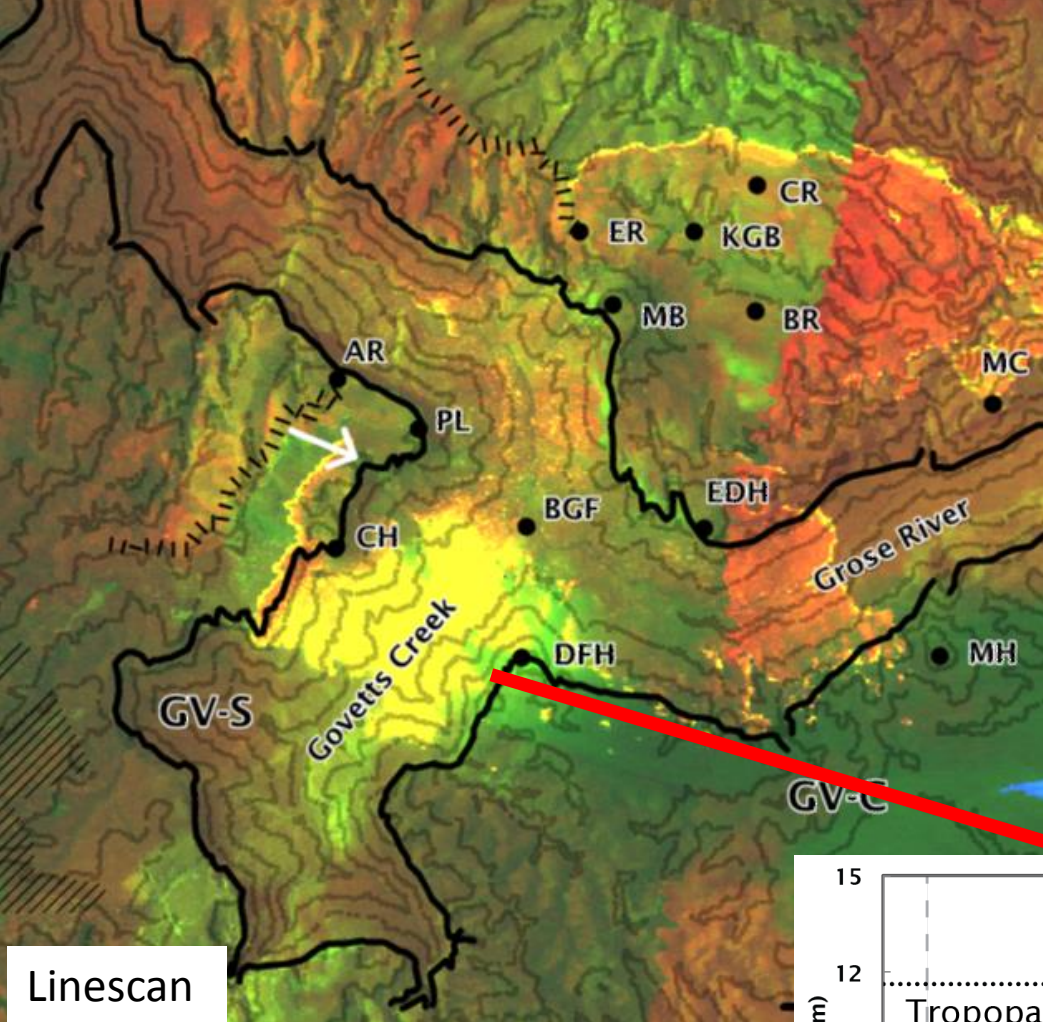 CR
ER
KGB
MB
BR
AR
MC
PL
EDH
BGF
CH
Grose River
DFH
MH
Govetts Creek
GV-S
GV-C
15
12
Linescan